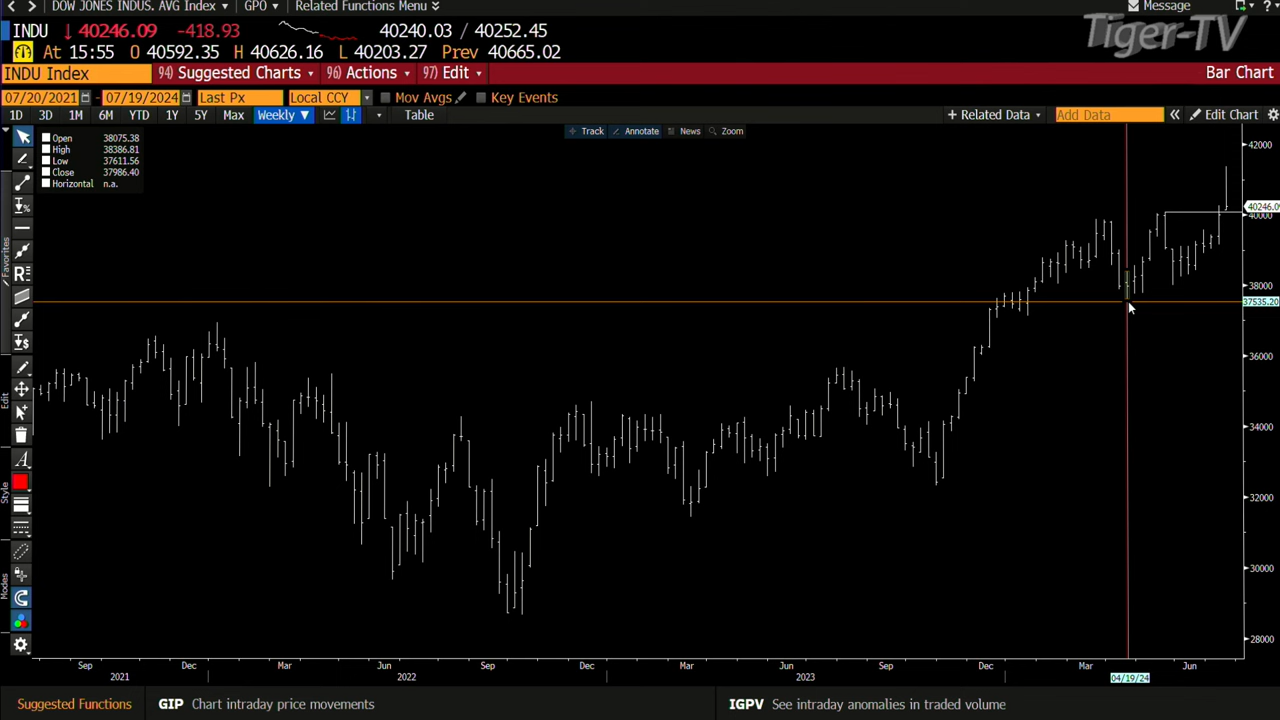 DOW JONES INDUS. AVG Index GPO Related Functions Menu Message
Tiger-TV
INDU 40246.09 -418.93 40240.03 / 40252.45
At 15:55 O 40592.35 H 40626.16 L 40203.27 Prev 40665.02
INDU Index 94) Suggested Charts 96) Actions 97) Edit Bar Chart
07/20/2021 - 07/19/2024 Last Px Local CCY Mov Avgs Key Events
1D 3D 1M 6M YTD 1Y 5Y Max Weekly ▼ Table + Related Data Add Data « Edit Chart
Track Annotate News Zoom
Open 38075.38
High 38386.81
Low 37611.56
Close 37986.40
Horizontal n.a.
42000
40246.09
40000
38000
37535.20
36000
34000
32000
30000
28000
Favorites
Edit
Style
Modes
Sep Dec Mar Jun Sep Dec Mar Jun Sep Dec Mar Jun
2021 2022 2023 04/19/24
Suggested Functions GIP Chart intraday price movements IGPV See intraday anomalies in traded volume